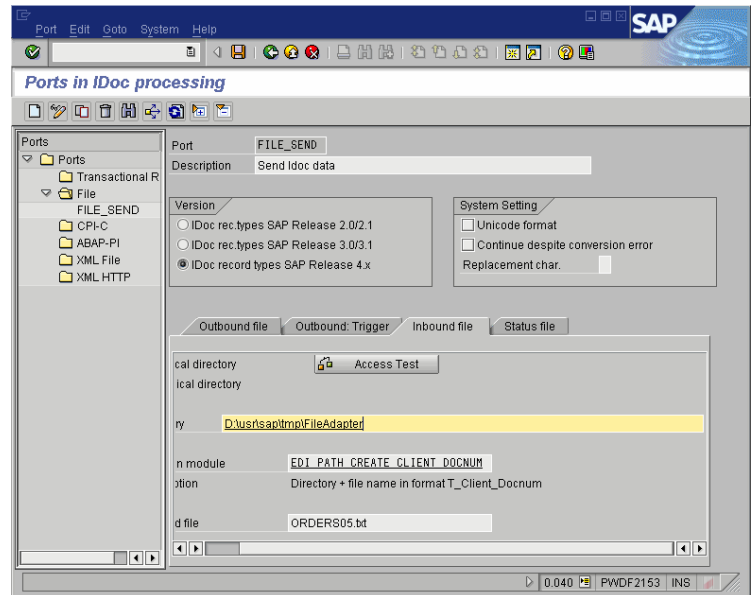 Port Edit Goto System Help
SAP
Ports in IDoc processing
Ports
Ports
Transactional R
File
FILE_SEND
CPI-C
ABAP-PI
XML File
XML HTTP
Port FILE_SEND
Description Send Idoc data
Version
IDoc rec.types SAP Release 2.0/2.1
IDoc rec.types SAP Release 3.0/3.1
IDoc record types SAP Release 4.x
System Setting
Unicode format
Continue despite conversion error
Replacement char.
Outbound file Outbound: Trigger Inbound file Status file
cal directory Access Test
ical directory
ry D:\usr\sap\tmp\FileAdapter
n module EDI_PATH_CREATE_CLIENT_DOCNUM
otion Directory + file name in format T_Client_Docnum
d file ORDERS05.txt
0.040 PWDF2153 INS